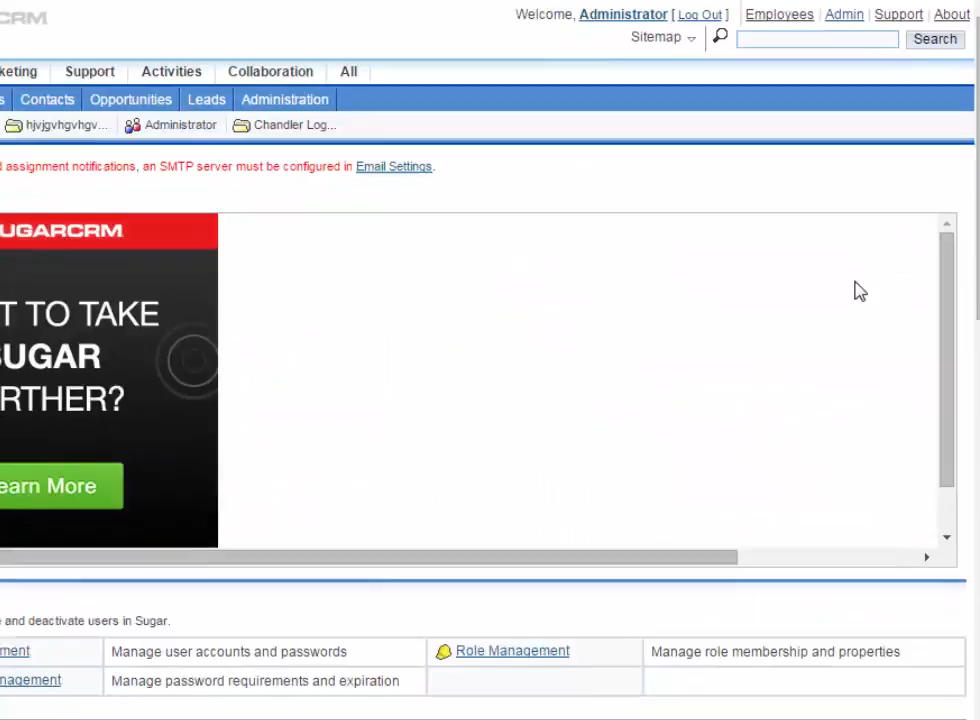 CRM
Welcome, Administrator [ Log Out ] Employees Admin Support About
Sitemap Search
keting Support Activities Collaboration All
s Contacts Opportunities Leads Administration
hjvjgvhgvhgv... Administrator Chandler Log...
d assignment notifications, an SMTP server must be configured in Email Settings.
UGARCRM
T TO TAKE
SUGAR
RTHER?
earn More
e and deactivate users in Sugar.
ment Manage user accounts and passwords Role Management Manage role membership and properties
nagement Manage password requirements and expiration